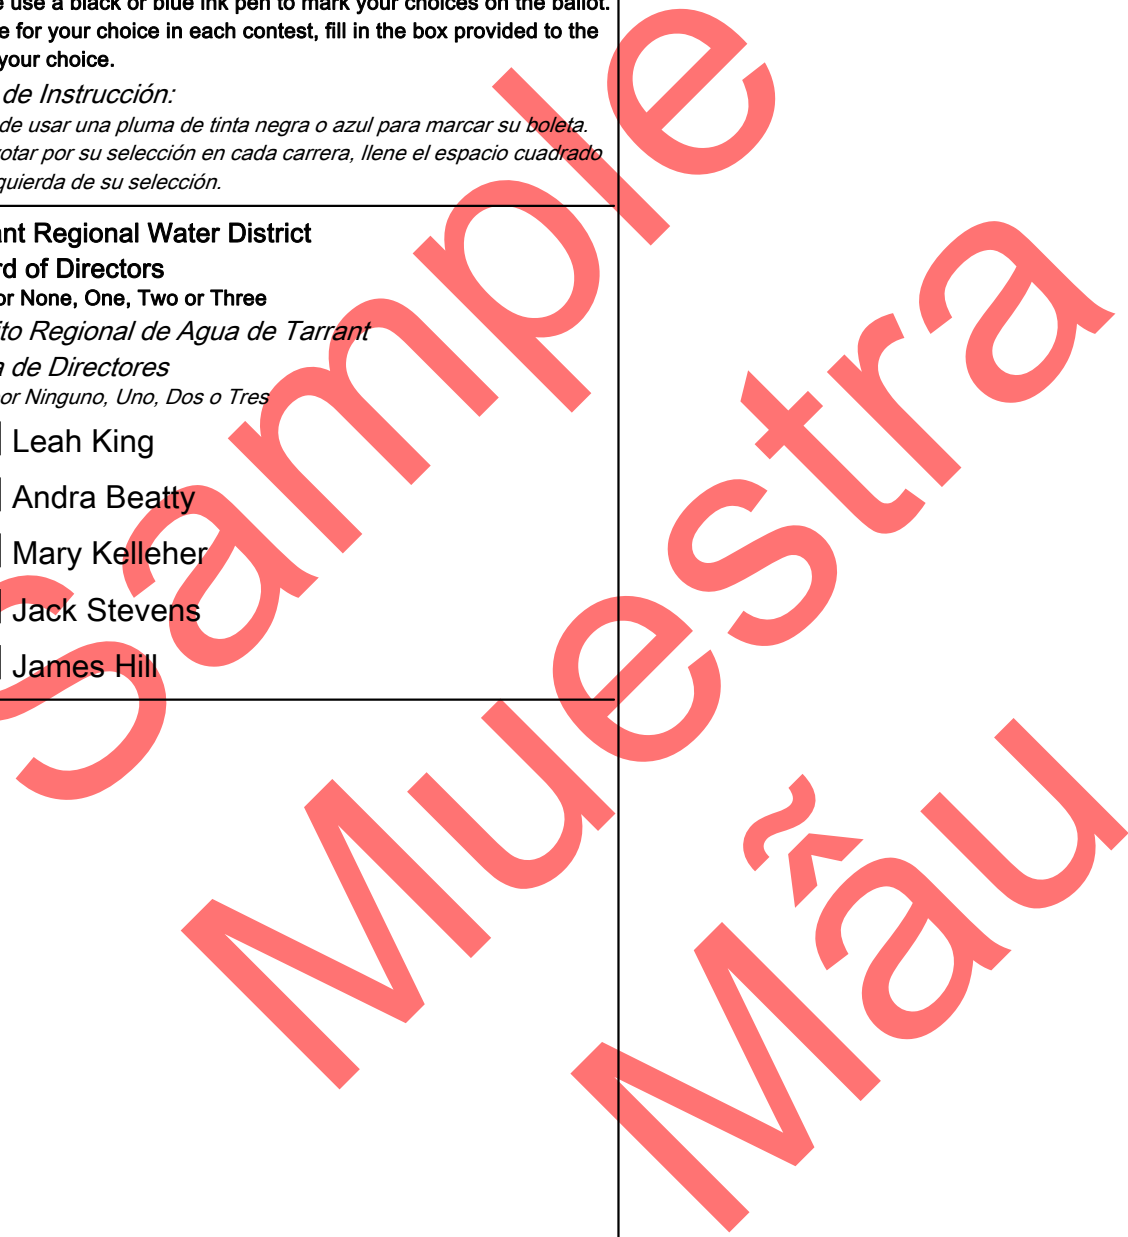 use a black or blue ink pen to mark your choices on the ballot.
e for your choice in each contest, fill in the box provided to the
your choice.
de Instrucción:
de usar una pluma de tinta negra o azul para marcar su boleta.
votar por su selección en cada carrera, llene el espacio cuadrado
quierda de su selección.
ant Regional Water District
rd of Directors
or None, One, Two or Three
ito Regional de Agua de Tarrant
a de Directores
or Ninguno, Uno, Dos o Tres
Leah King
Andra Beatty
Mary Kelleher
Jack Stevens
James Hill
Sample
Muestra
Mẫu